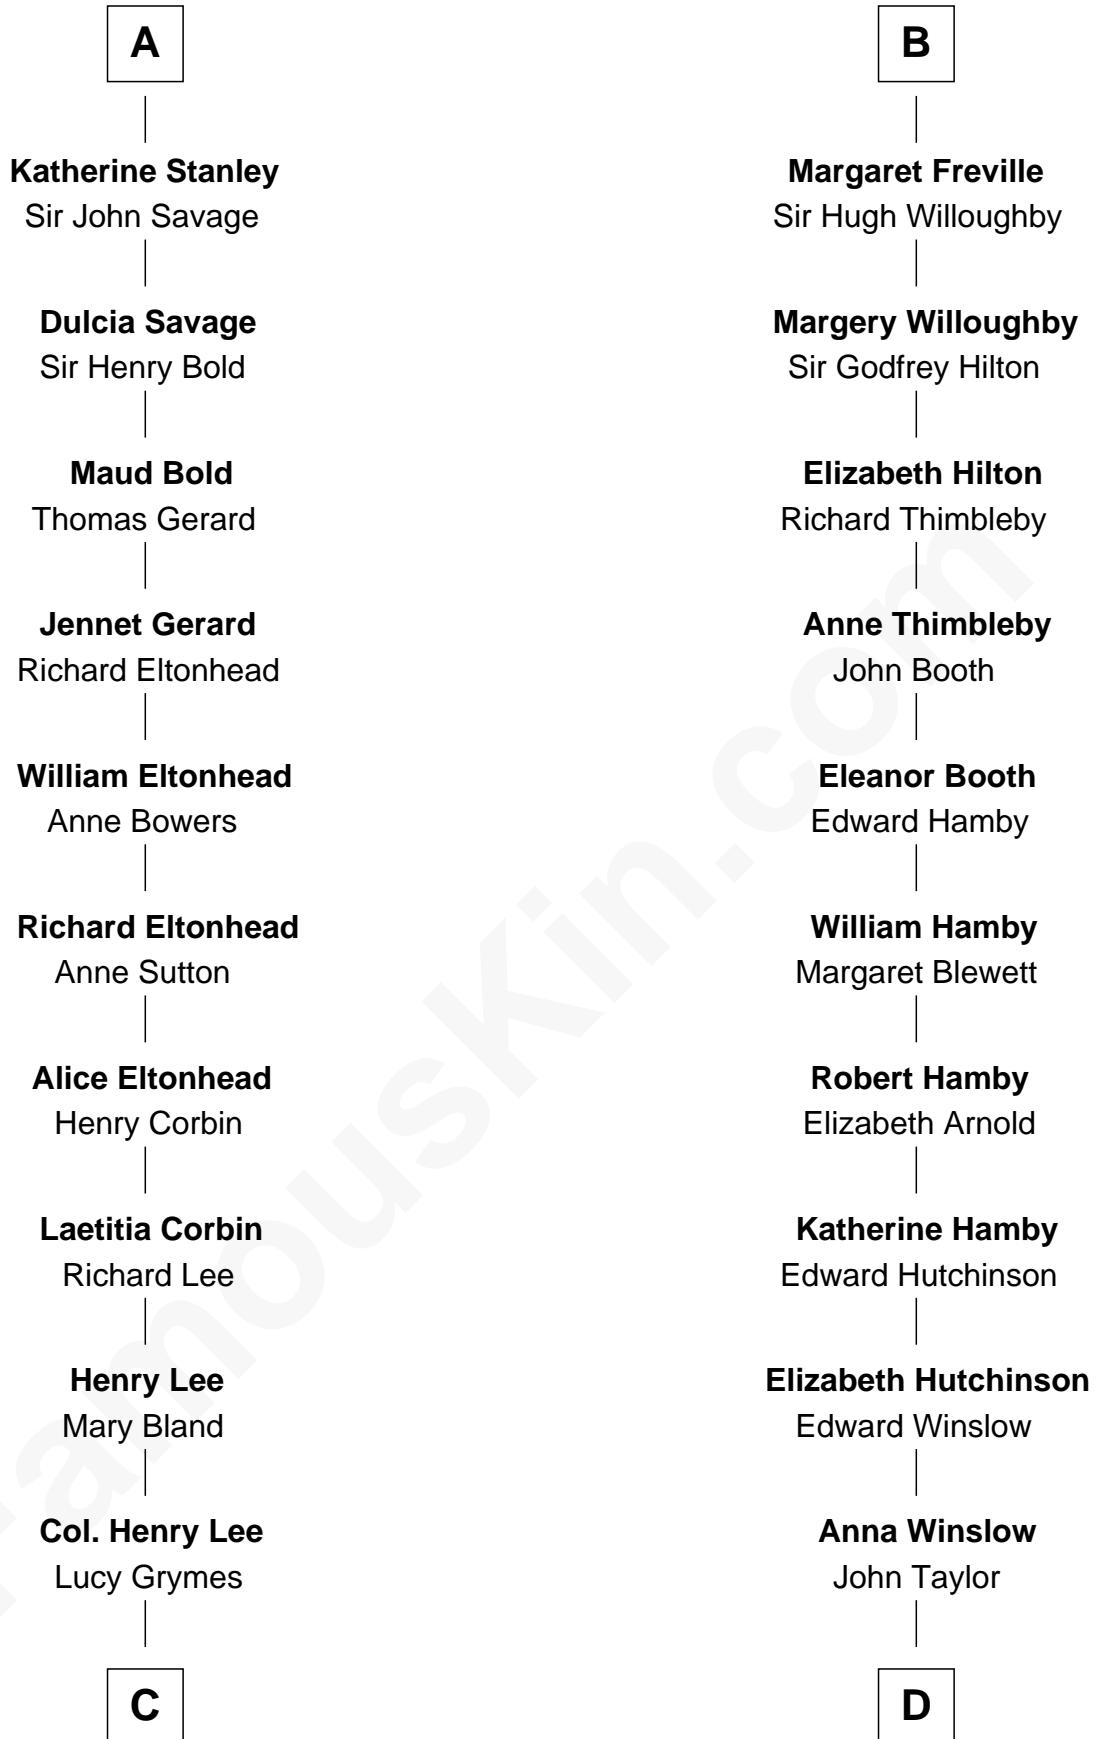 A
Katherine Stanley
Sir John Savage
Dulcia Savage
Sir Henry Bold
Maud Bold
Thomas Gerard
Jennet Gerard
Richard Eltonhead
William Eltonhead
Anne Bowers
Richard Eltonhead
Anne Sutton
Alice Eltonhead
Henry Corbin
Laetitia Corbin
Richard Lee
Henry Lee
Mary Bland
Col. Henry Lee
Lucy Grymes
C
B
Margaret Freville
Sir Hugh Willoughby
Margery Willoughby
Sir Godfrey Hilton
Elizabeth Hilton
Richard Thimbleby
Anne Thimbleby
John Booth
Eleanor Booth
Edward Hamby
William Hamby
Margaret Blewett
Robert Hamby
Elizabeth Arnold
Katherine Hamby
Edward Hutchinson
Elizabeth Hutchinson
Edward Winslow
Anna Winslow
John Taylor
D
FamousKin.com